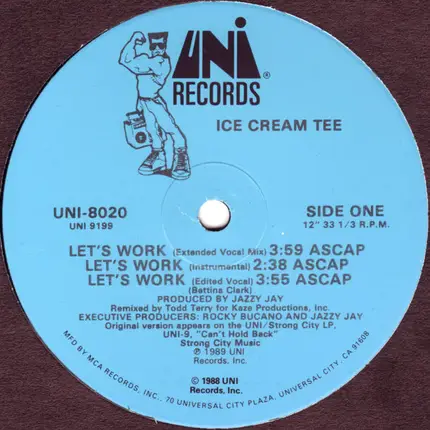 UNI®
RECORDS
ICE CREAM TEE
UNI-8020
UNI 9199
SIDE ONE
12" 33 1/3 R.P.M.
LET'S WORK (Extended Vocal Mix) 3:59 ASCAP
LET'S WORK (Instrumental) 2:38 ASCAP
LET'S WORK (Edited Vocal) 3:55 ASCAP
(Bettina Clark)
PRODUCED BY JAZZY JAY
Remixed by Todd Terry for Kaze Productions, Inc.
EXECUTIVE PRODUCERS: ROCKY BUCANO AND JAZZY JAY
Original version appears on the UNI/Strong City LP.
UNI-9, "Can't Hold Back"
Strong City Music
℗ 1989 UNI
Records, Inc.
© 1988 UNI
Records, Inc.
MFD BY MCA RECORDS, INC., 70 UNIVERSAL CITY PLAZA, UNIVERSAL CITY, CA. 91608